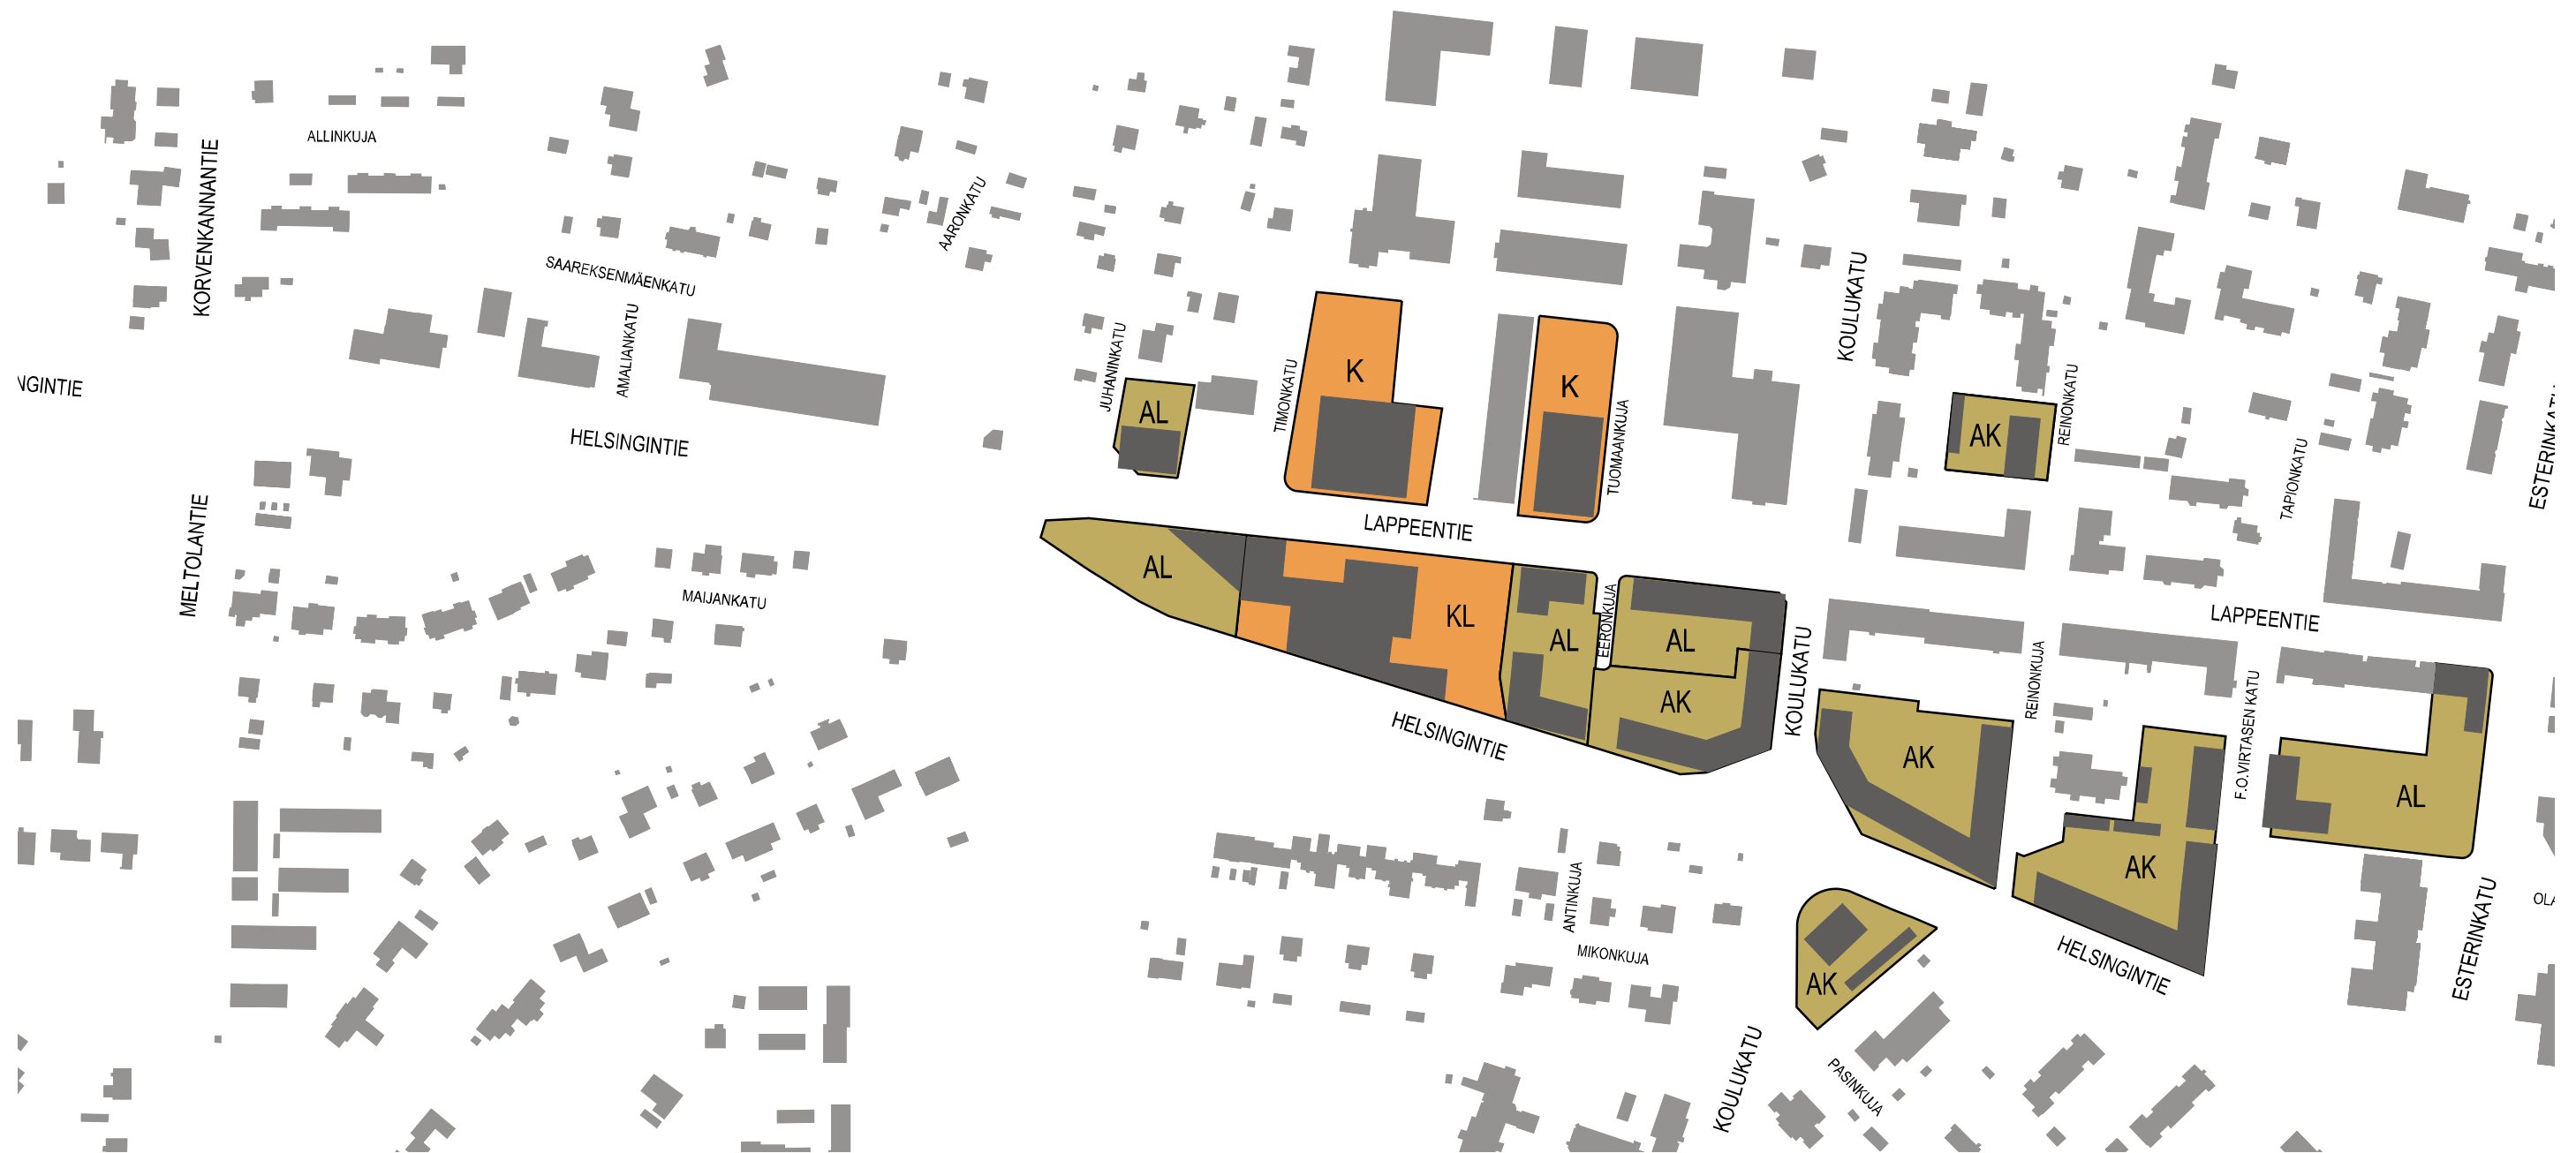 ALLINKUJA
KORVENKANNANTIE
AARONKATU
SAAREKSENMÄENKATU
AMALIANKATU
JUHANINKATU
TIMONKATU
K
K
KOULUKATU
REINONKATU
NGINTIE
HELSINGINTIE
AL
TUOMAANKUJA
AK
TAPIONKATU
ESTERINKATU
MELTOLANTIE
LAPPEENTIE
MAIJANKATU
AL
KL
AL
EERONKUJA
AL
AK
KOULUKATU
LAPPEENTIE
REINONKUJA
F.O.VIRTASEN KATU
HELSINGINTIE
AK
AL
AK
ANTINKUJA
MIKONKUJA
AK
HELSINGINTIE
ESTERINKATU
OLA
KOULUKATU
PASINKUJA